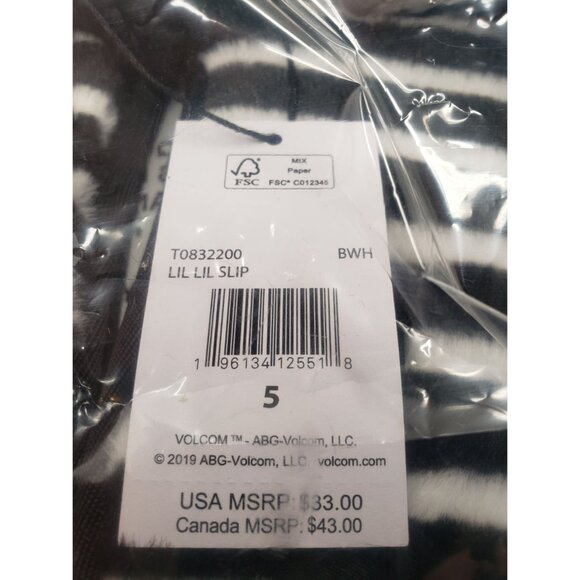 MIX
Paper
FSC
FSC® C012345
T0832200 BWH
LIL LIL SLIP
1 96134 12551 8
5
VOLCOM™ - ABG-Volcom, LLC.
© 2019 ABG-Volcom, LLC. volcom.com
USA MSRP: $33.00
Canada MSRP: $43.00